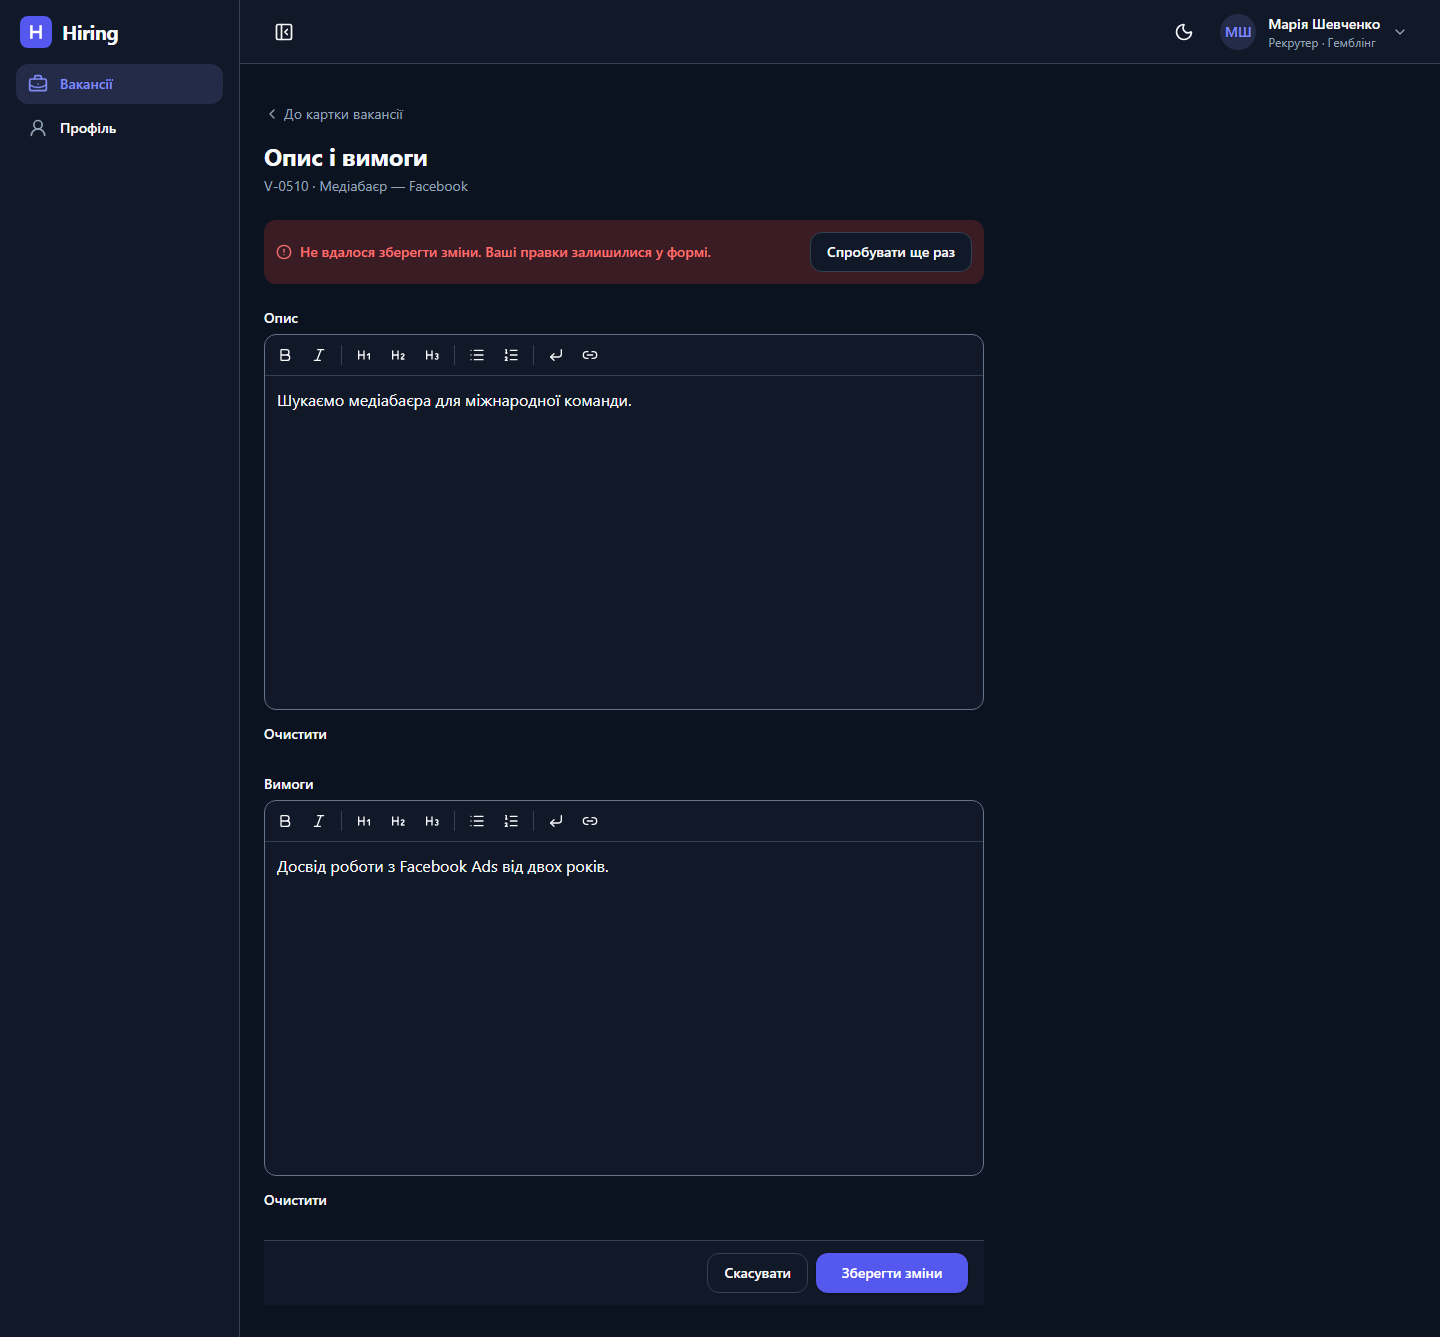 H Hiring
Вакансії
Профіль
МШ
Марія Шевченко
Рекрутер · Гемблінг
До картки вакансії
Опис і вимоги
V-0510 · Медіабаєр — Facebook
Не вдалося зберегти зміни. Ваші правки залишилися у формі.
Спробувати ще раз
Опис
B I H1 H2 H3
Шукаємо медіабаєра для міжнародної команди.
Очистити
Вимоги
B I H1 H2 H3
Досвід роботи з Facebook Ads від двох років.
Очистити
Скасувати
Зберегти зміни